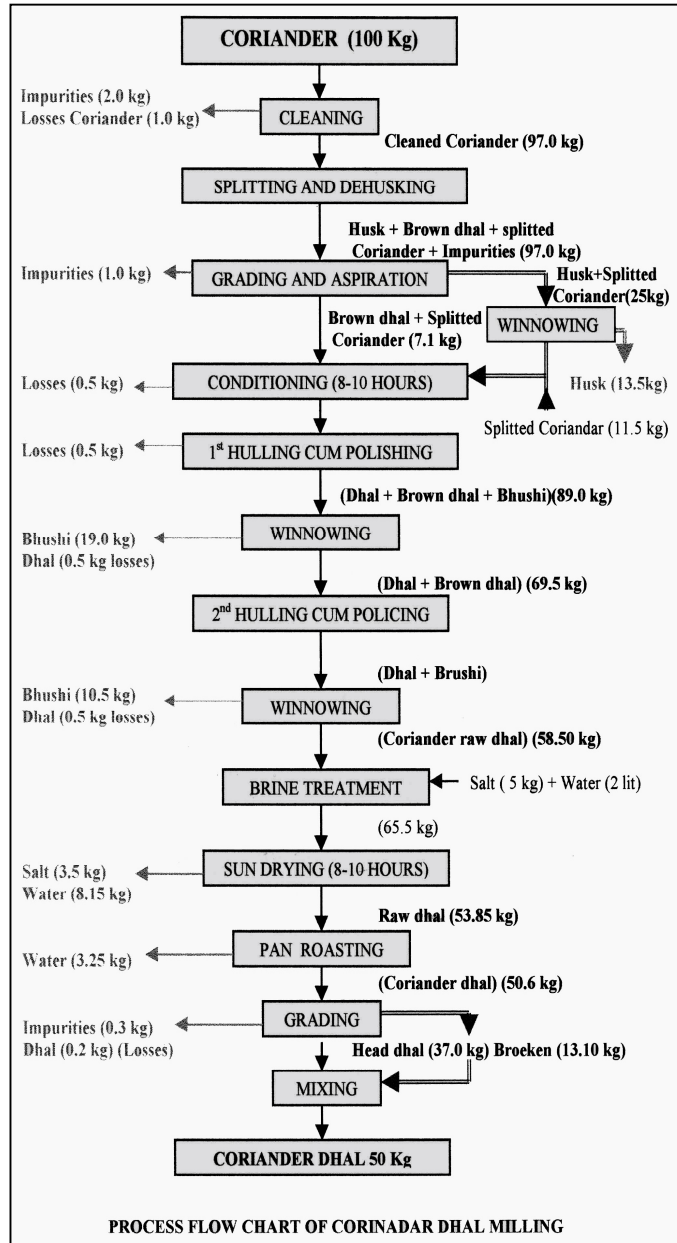 CORIANDER (100 Kg)
Impurities (2.0 kg)
Losses Coriander (1.0 kg)
CLEANING
Cleaned Coriander (97.0 kg)
SPLITTING AND DEHUSKING
Husk + Brown dhal + splitted
Coriander + Impurities (97.0 kg)
Impurities (1.0 kg)
GRADING AND ASPIRATION
Husk+Splitted
Coriander(25kg)
Brown dhal + Splitted
Coriander (7.1 kg)
WINNOWING
Losses (0.5 kg)
CONDITIONING (8-10 HOURS)
Husk (13.5kg)
Splitted Coriandar (11.5 kg)
Losses (0.5 kg)
1st HULLING CUM POLISHING
(Dhal + Brown dhal + Bhushi)(89.0 kg)
Bhushi (19.0 kg)
Dhal (0.5 kg losses)
WINNOWING
(Dhal + Brown dhal) (69.5 kg)
2nd HULLING CUM POLICING
(Dhal + Brushi)
Bhushi (10.5 kg)
Dhal (0.5 kg losses)
WINNOWING
(Coriander raw dhal) (58.50 kg)
BRINE TREATMENT
Salt ( 5 kg) + Water (2 lit)
(65.5 kg)
Salt (3.5 kg)
Water (8.15 kg)
SUN DRYING (8-10 HOURS)
Raw dhal (53.85 kg)
Water (3.25 kg)
PAN ROASTING
(Coriander dhal) (50.6 kg)
Impurities (0.3 kg)
Dhal (0.2 kg) (Losses)
GRADING
Head dhal (37.0 kg) Broeken (13.10 kg)
MIXING
CORIANDER DHAL 50 Kg
PROCESS FLOW CHART OF CORINADAR DHAL MILLING